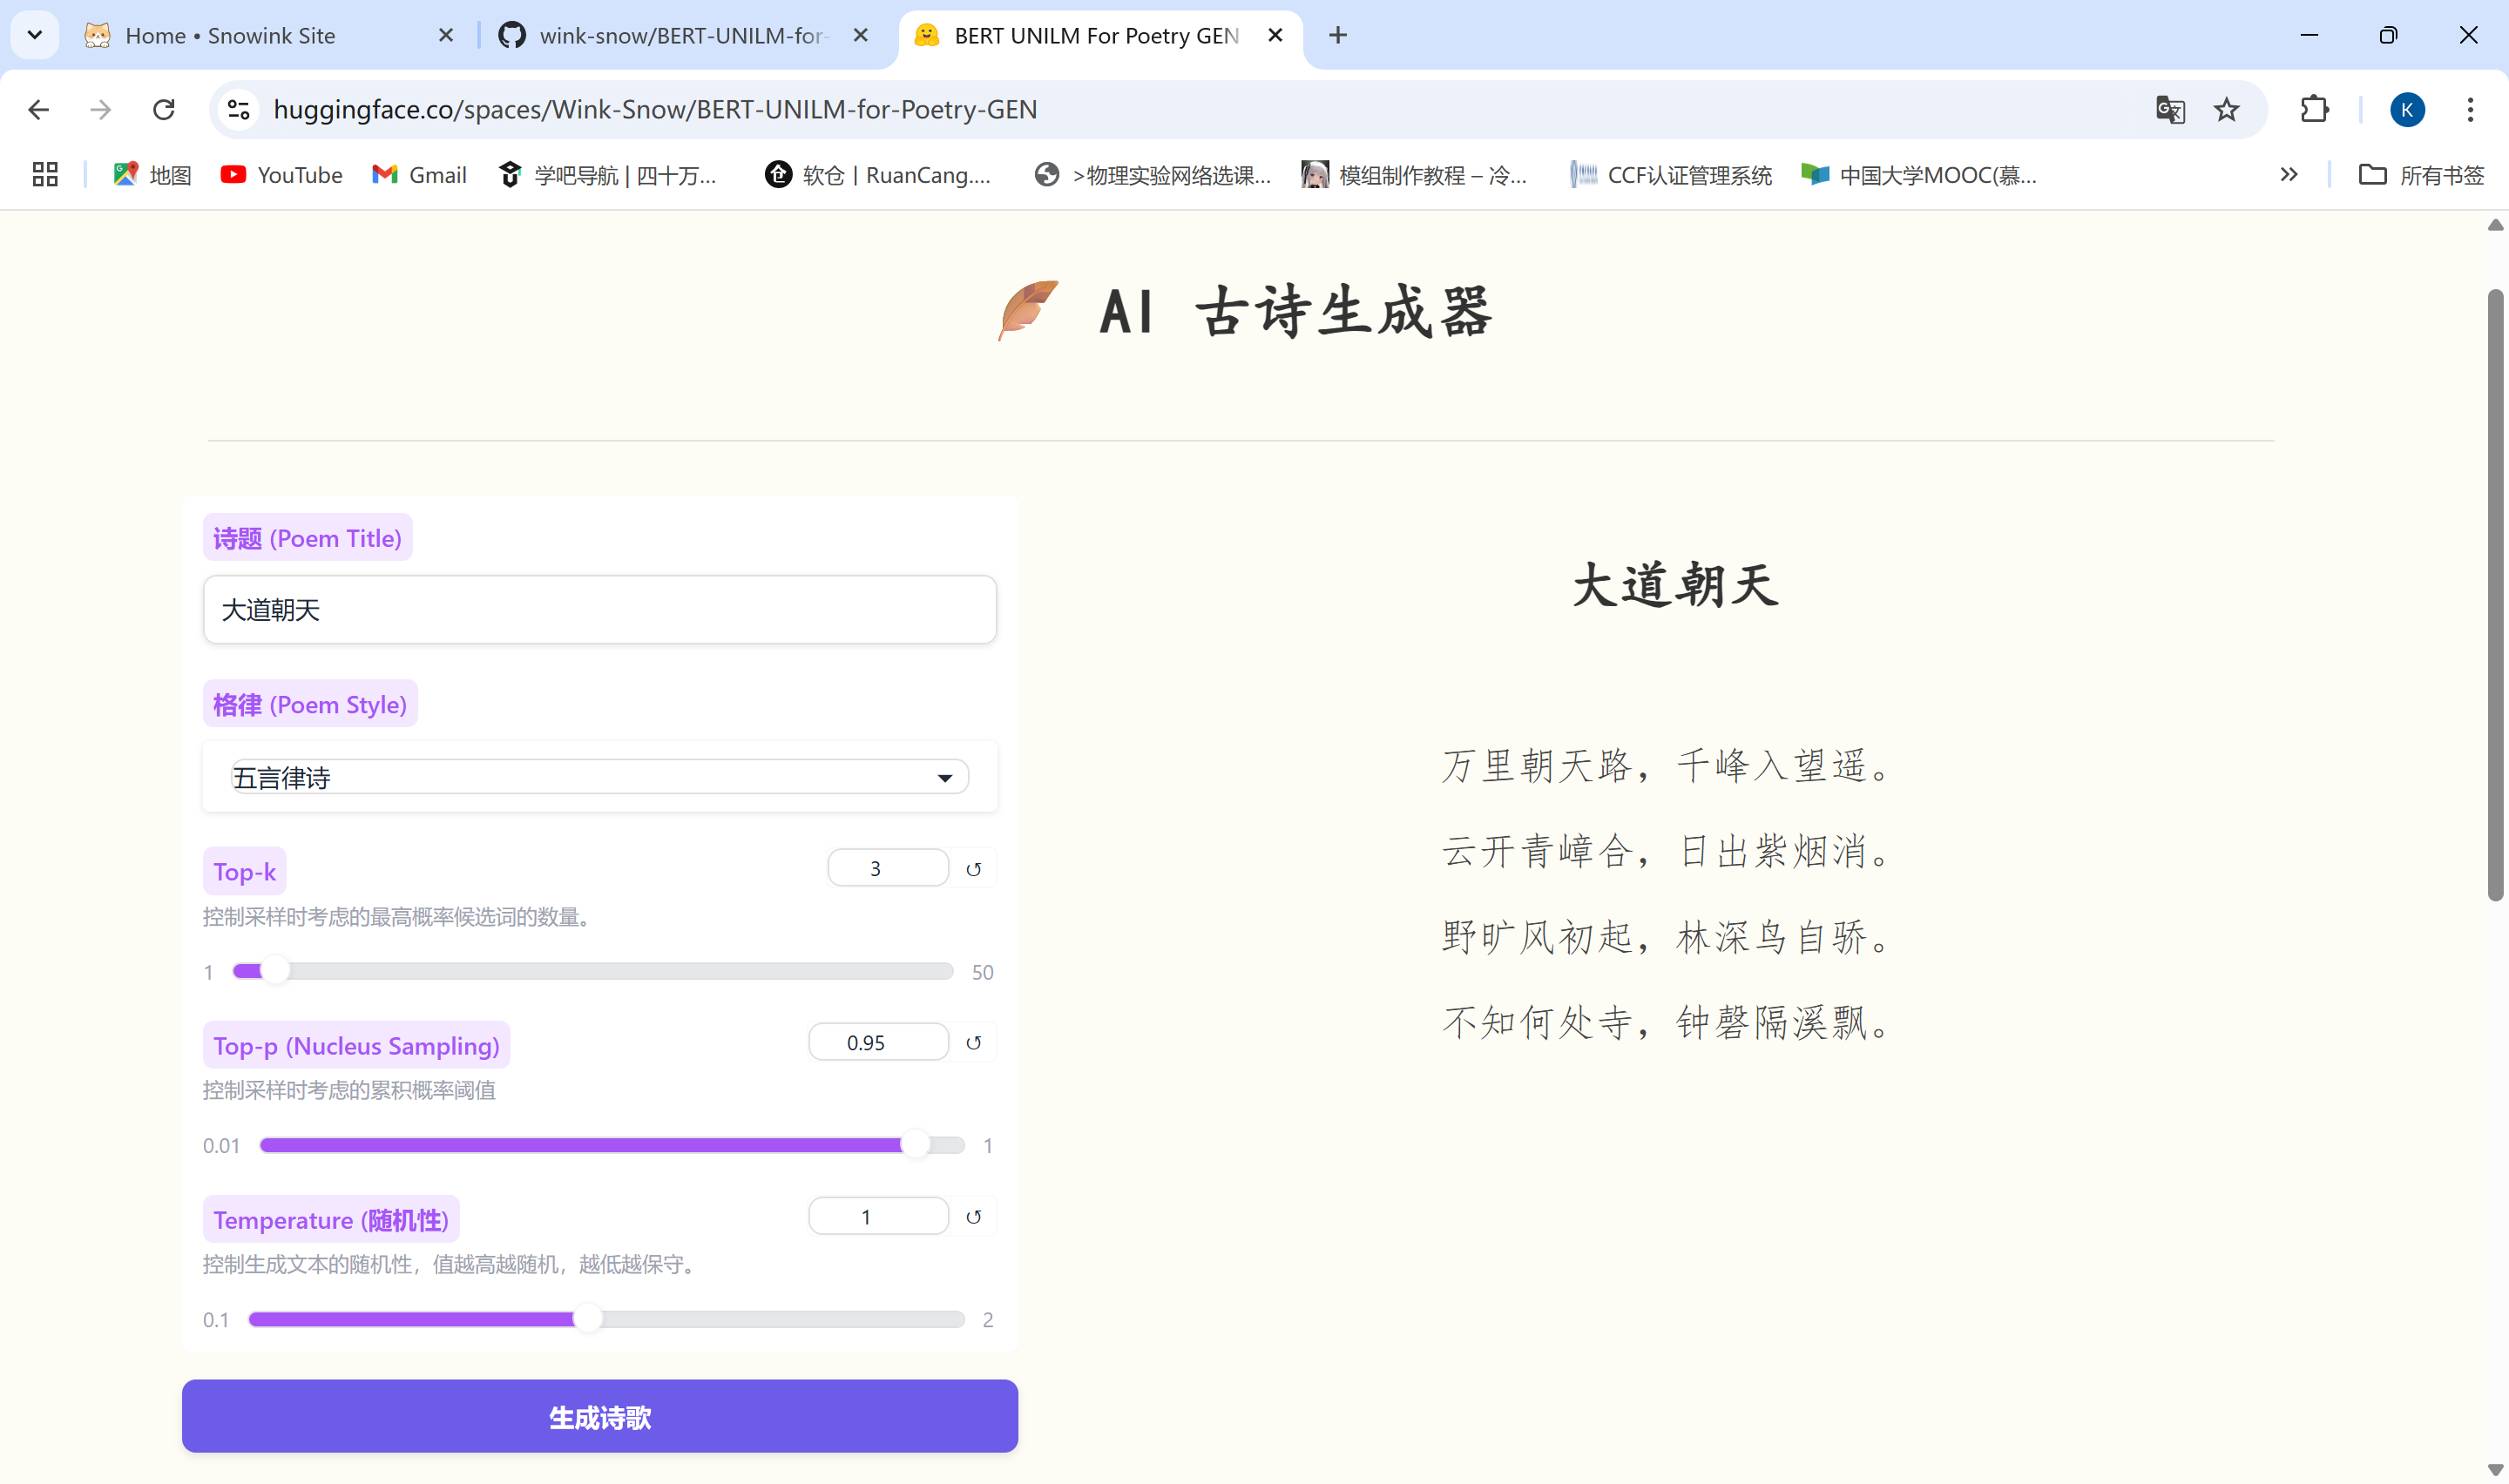 Home • Snowink Site
wink-snow/BERT-UNILM-for-
BERT UNILM For Poetry GEN
huggingface.co/spaces/Wink-Snow/BERT-UNILM-for-Poetry-GEN
K
地图
YouTube
Gmail
学吧导航 | 四十万...
软仓 | RuanCang....
>物理实验网络选课...
模组制作教程 – 冷...
CCF认证管理系统
中国大学MOOC(慕...
所有书签
AI 古诗生成器
诗题 (Poem Title)
大道朝天
格律 (Poem Style)
五言律诗
Top-k
3
控制采样时考虑的最高概率候选词的数量。
1
50
Top-p (Nucleus Sampling)
0.95
控制采样时考虑的累积概率阈值
0.01
1
Temperature (随机性)
1
控制生成文本的随机性，值越高越随机，越低越保守。
0.1
2
生成诗歌
大道朝天
万里朝天路，千峰入望遥。
云开青嶂合，日出紫烟消。
野旷风初起，林深鸟自骄。
不知何处寺，钟磬隔溪飘。